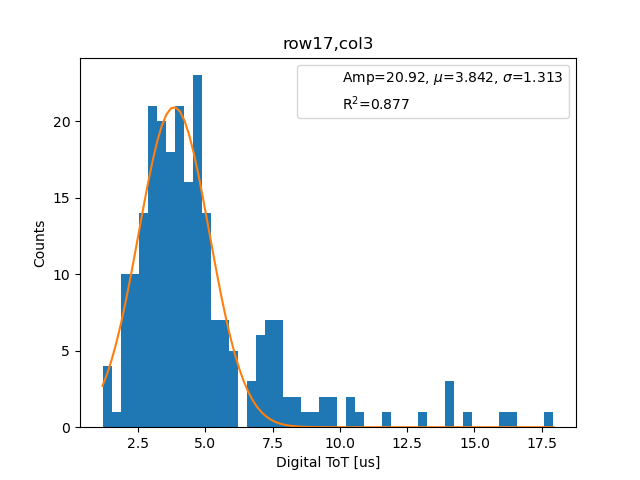 row17,col3
Amp=20.92, μ=3.842, σ=1.313
R²=0.877
Counts
20
15
10
5
0
2.5 5.0 7.5 10.0 12.5 15.0 17.5
Digital ToT [us]